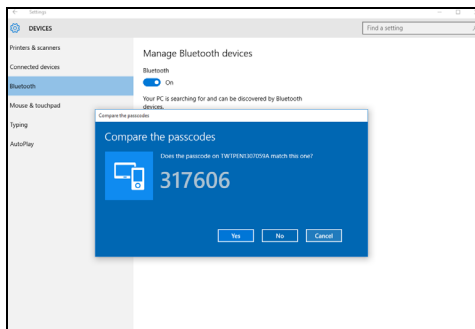 Settings
DEVICES
Find a setting
Printers & scanners
Connected devices
Bluetooth
Mouse & touchpad
Typing
AutoPlay
Manage Bluetooth devices
Bluetooth
On
Your PC is searching for and can be discovered by Bluetooth
devices.
Compare the passcodes
Compare the passcodes
Does the passcode on TWTPENI1307059A match this one?
317606
Yes
No
Cancel